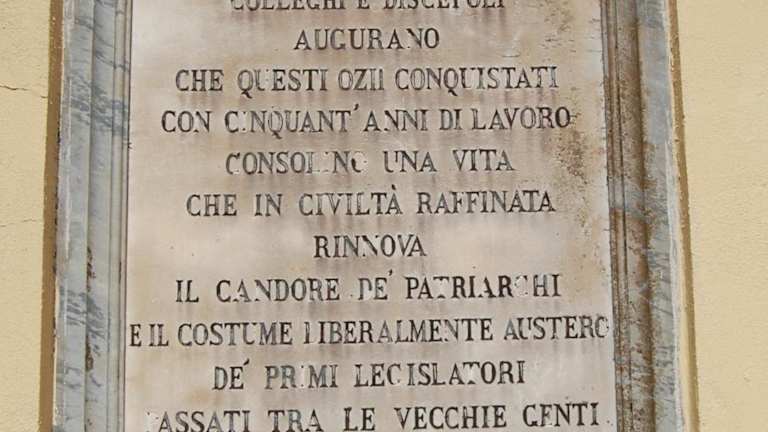 COLLEGHI E DISCEPOLI
AUGURANO
CHE QUESTI OZII CONQUISTATI
CON CINQUANT'ANNI DI LAVORO
CONSOLINO UNA VITA
CHE IN CIVILTÀ RAFFINATA
RINNOVA
IL CANDORE DE' PATRIARCHI
E IL COSTUME LIBERALMENTE AUSTERO
DE' PRIMI LEGISLATORI
PASSATI TRA LE VECCHIE GENTI